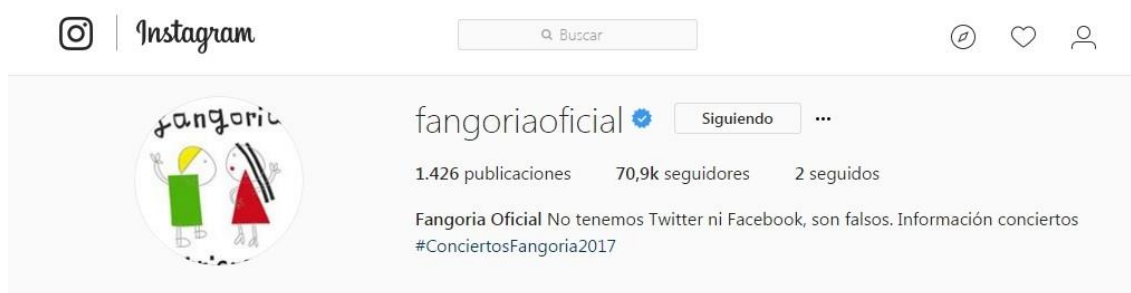 Instagram
Buscar
fangoria
fangoriaoficial Siguiendo ...
1.426 publicaciones 70,9k seguidores 2 seguidos
Fangoria Oficial No tenemos Twitter ni Facebook, son falsos. Información conciertos
#ConciertosFangoria2017